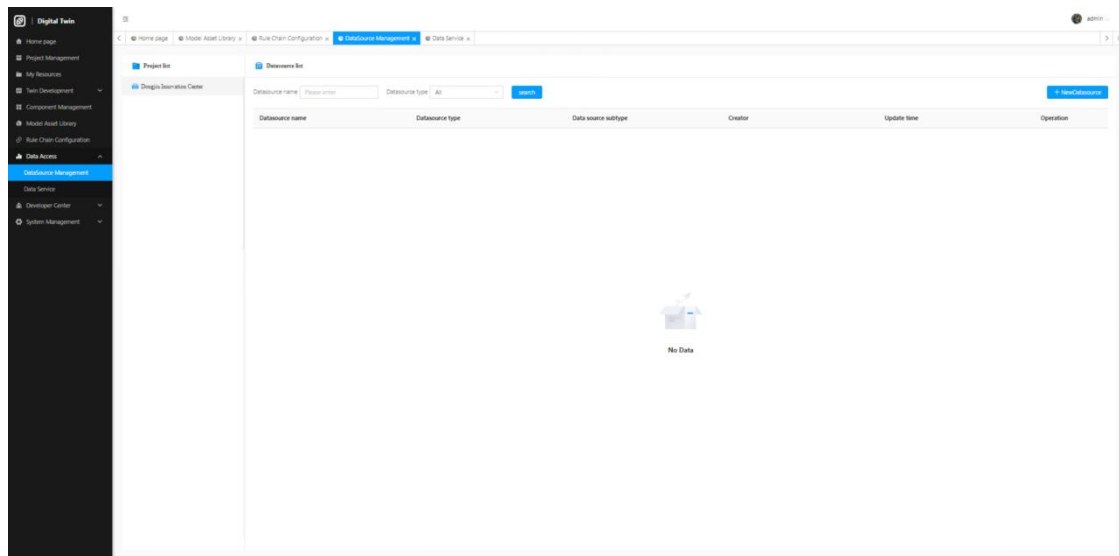 Digital Twin
admin
Home page
Project Management
My Resources
Twin Development
Component Management
Model Asset Library
Rule Chain Configuration
Data Access
DataSource Management
Data Service
Developer Center
System Management
Home page Model Asset Library x Rule Chain Configuration x DataSource Management x Data Service x
Project list
Innovation Center
Datasource list
Datasource name Please enter Datasource type All search + NewDatasource
Datasource name Datasource type Data source subtype Creator Update time Operation
No Data